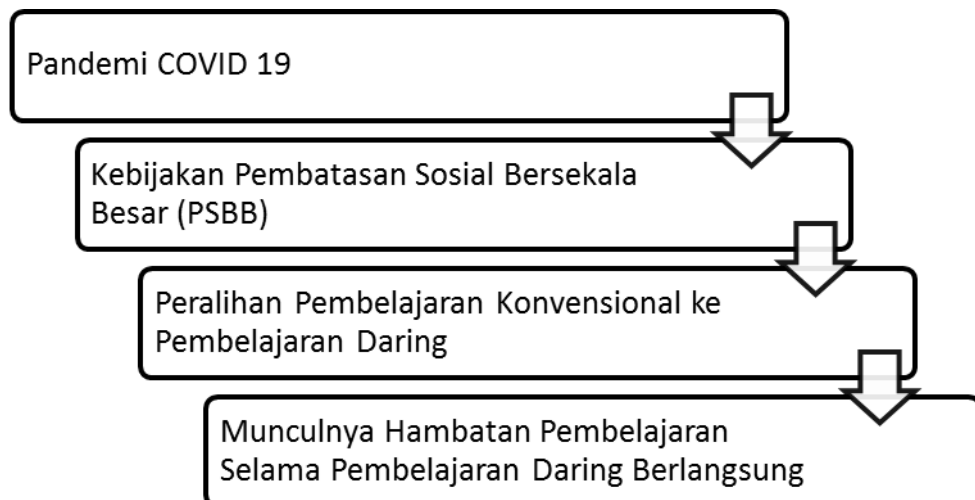 Pandemi COVID 19
Kebijakan Pembatasan Sosial Bersekala
Besar (PSBB)
Peralihan Pembelajaran Konvensional ke
Pembelajaran Daring
Munculnya Hambatan Pembelajaran
Selama Pembelajaran Daring Berlangsung